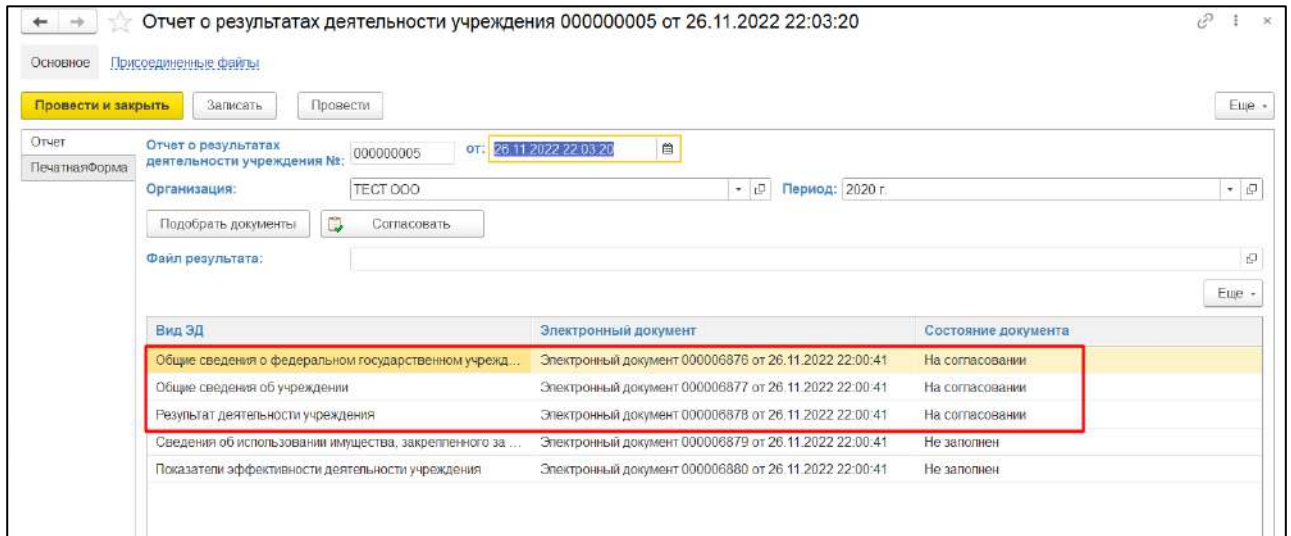 Отчет о результатах деятельности учреждения 000000005 от 26.11.2022 22:03:20
Основное Присоединенные файлы
Провести и закрыть Записать Провести Еще
Отчет
ПечатнаяФорма
Отчет о результатах
деятельности учреждения №: 000000005 от: 26.11.2022 22:03:20
Организация: ТЕСТ ООО Период: 2020 г.
Подобрать документы Согласовать
Файл результата:
Еще
Вид ЭД Электронный документ Состояние документа
Общие сведения о федеральном государственном учрежд... Электронный документ 000006876 от 26.11.2022 22:00:41 На согласовании
Общие сведения об учреждении Электронный документ 000006877 от 26.11.2022 22:00:41 На согласовании
Результат деятельности учреждения Электронный документ 000006878 от 26.11.2022 22:00:41 На согласовании
Сведения об использовании имущества, закрепленного за ... Электронный документ 000006879 от 26.11.2022 22:00:41 Не заполнен
Показатели эффективности деятельности учреждения Электронный документ 000006880 от 26.11.2022 22:00:41 Не заполнен